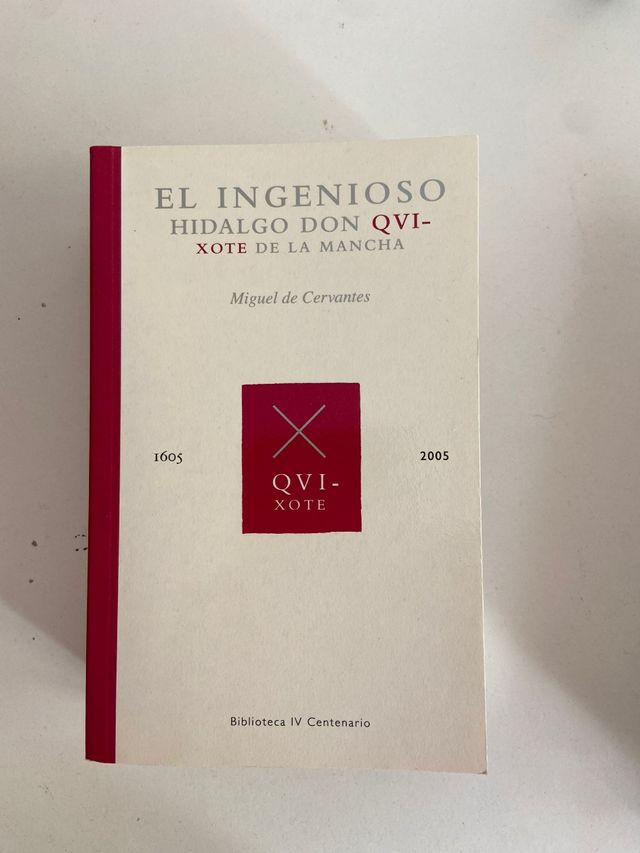 EL INGENIOSO
HIDALGO DON QVI-
XOTE DE LA MANCHA
Miguel de Cervantes
1605
QVI-
XOTE
2005
Biblioteca IV Centenario